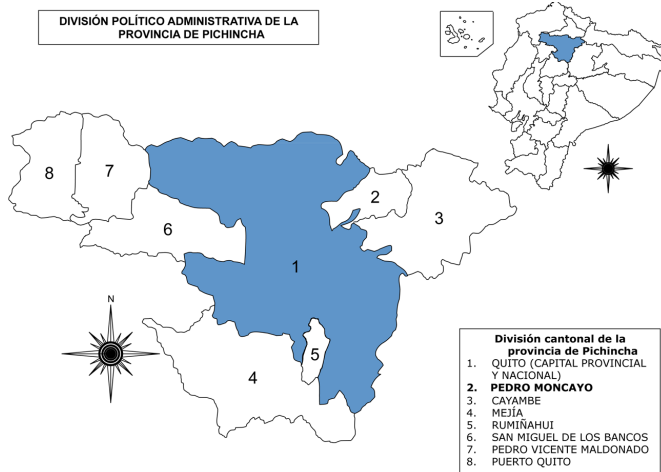 DIVISIÓN POLÍTICO ADMINISTRATIVA DE LA
PROVINCIA DE PICHINCHA
8
7
2
3
6
1
N
5
4
División cantonal de la
provincia de Pichincha
1. QUITO (CAPITAL PROVINCIAL
Y NACIONAL)
2. PEDRO MONCAYO
3. CAYAMBE
4. MEJÍA
5. RUMIÑAHUI
6. SAN MIGUEL DE LOS BANCOS
7. PEDRO VICENTE MALDONADO
8. PUERTO QUITO